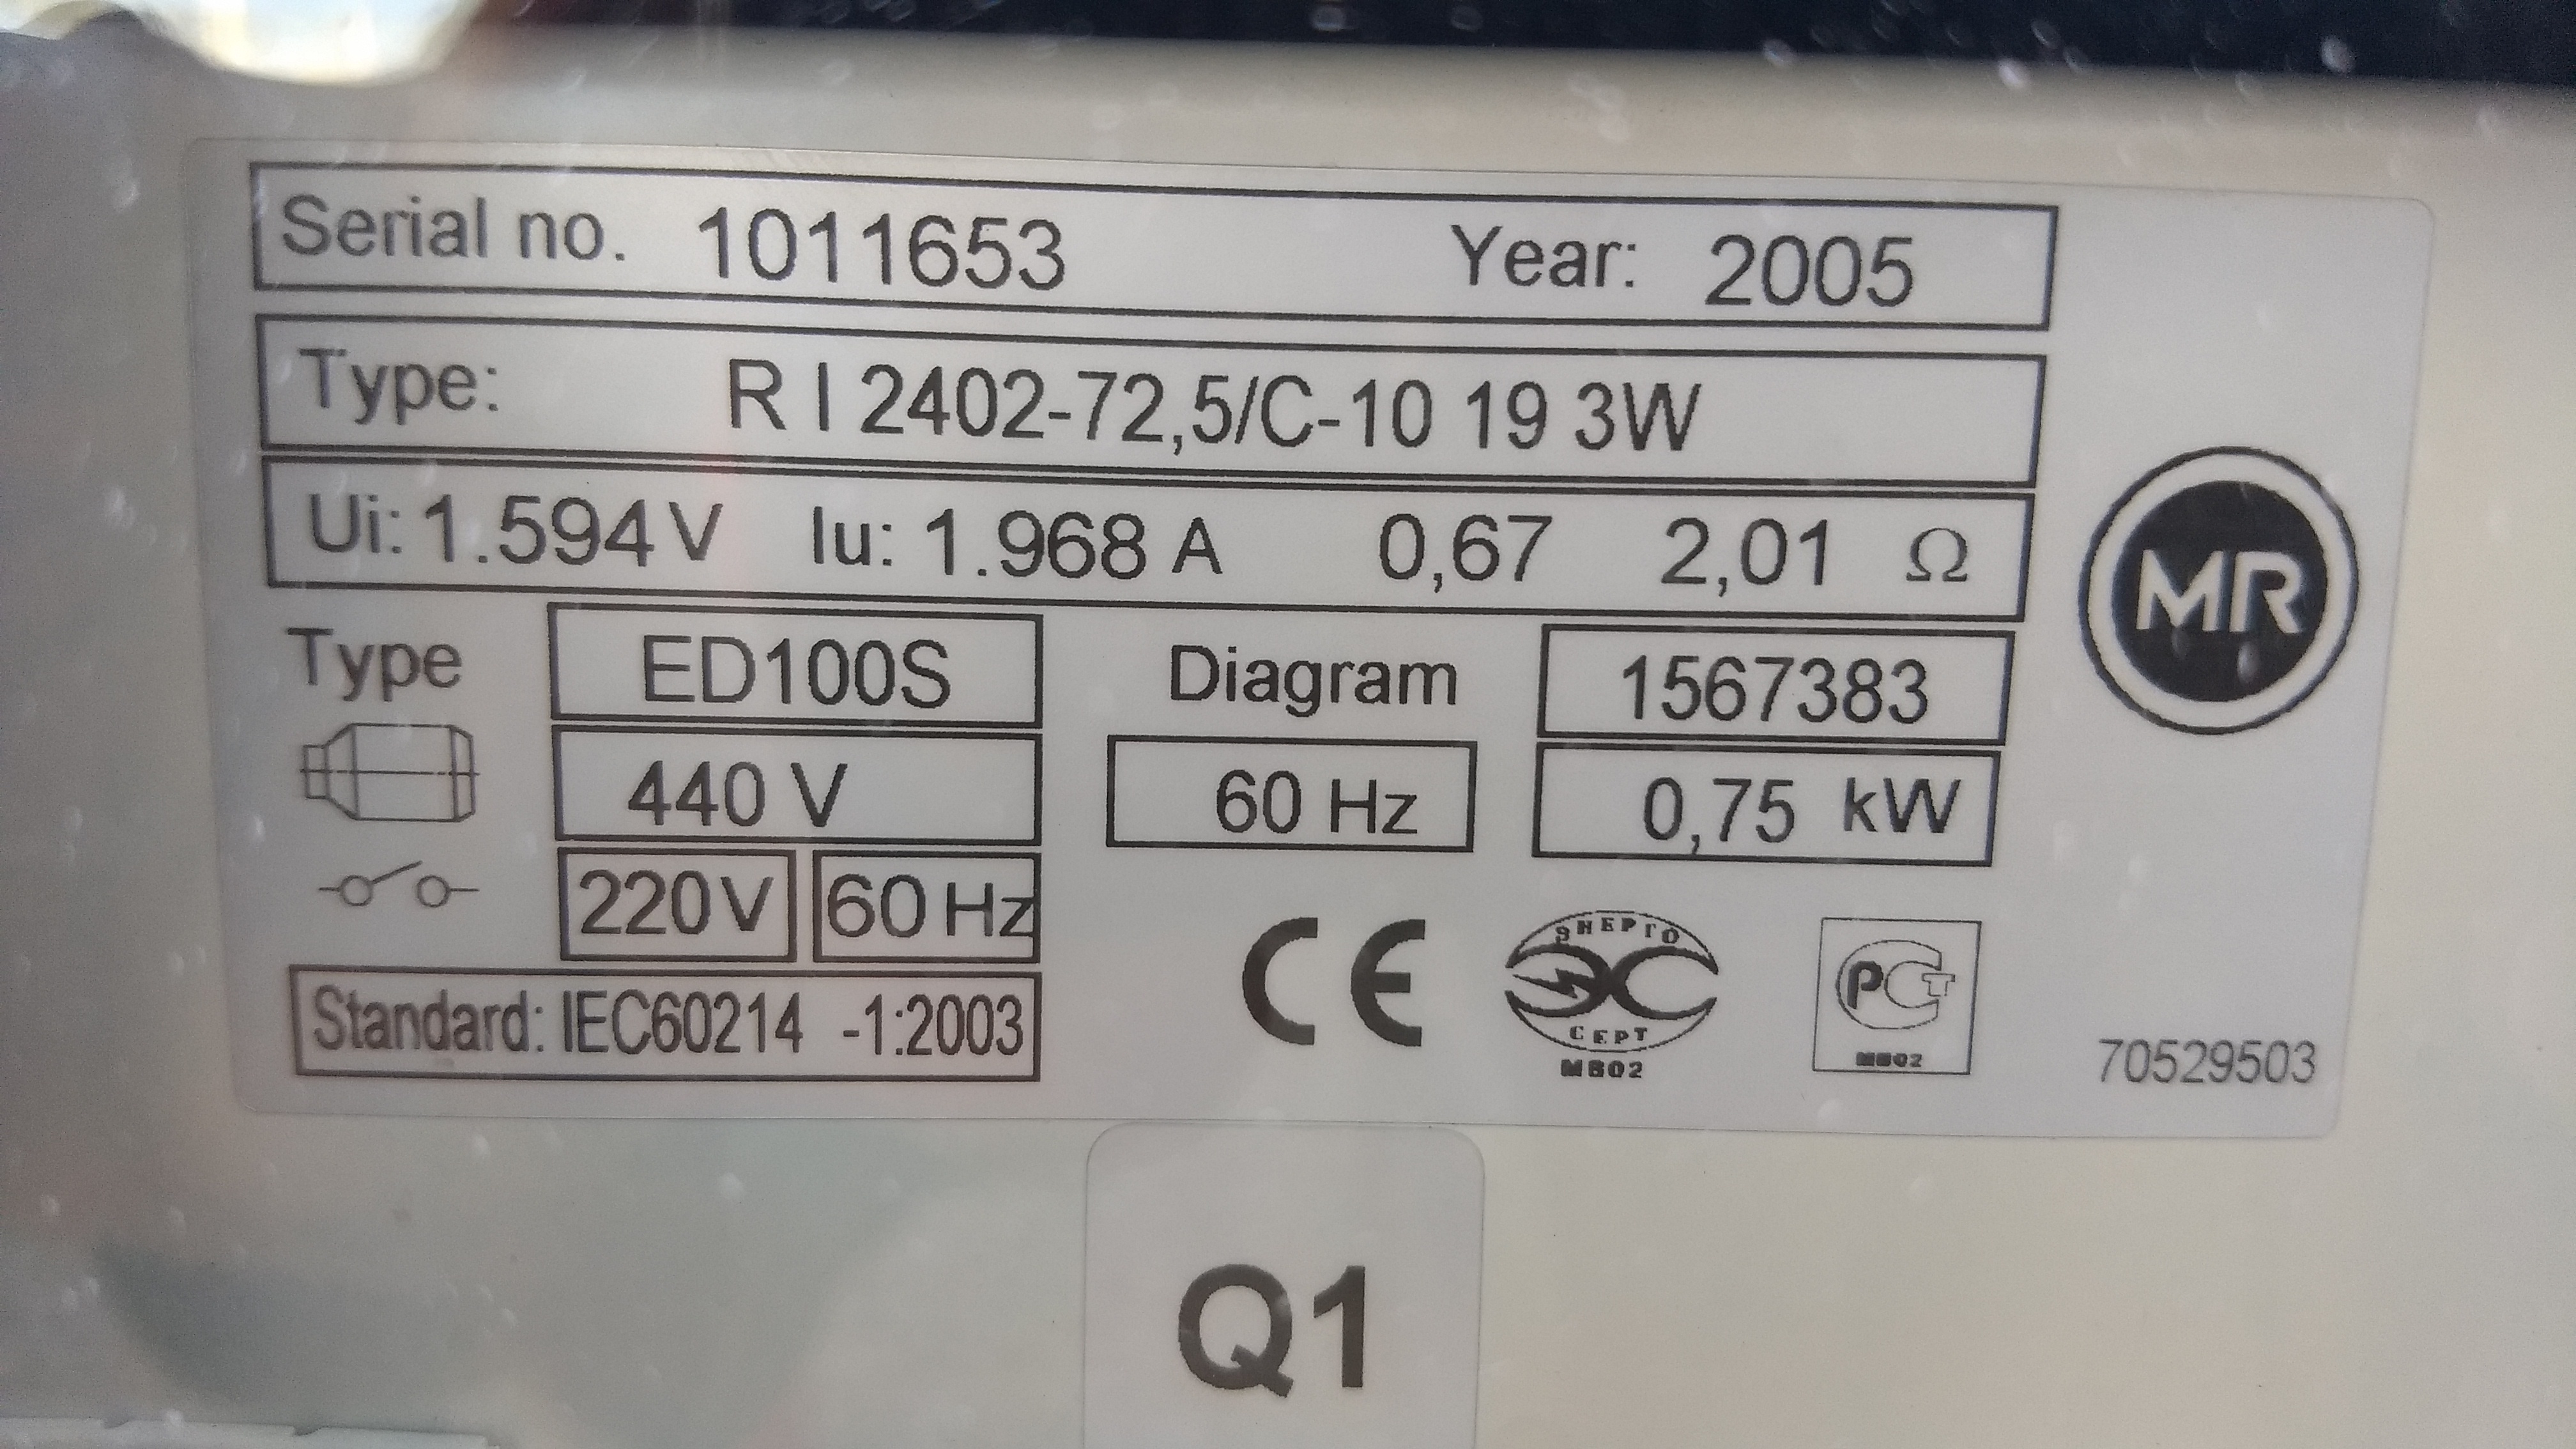 Serial no. 1011653 Year: 2005
Type: R I 2402-72,5/C-10 19 3W
Ui: 1.594 V Iu: 1.968 A 0,67 2,01 Ω
MR
Type ED100S Diagram 1567383
440 V 60 Hz 0,75 kW
220V 60 Hz
CE
ЭНЕРГО
ЭС
СЕРТ
МБ02
РСТ
Standard: IEC60214 -1:2003
70529503
Q1